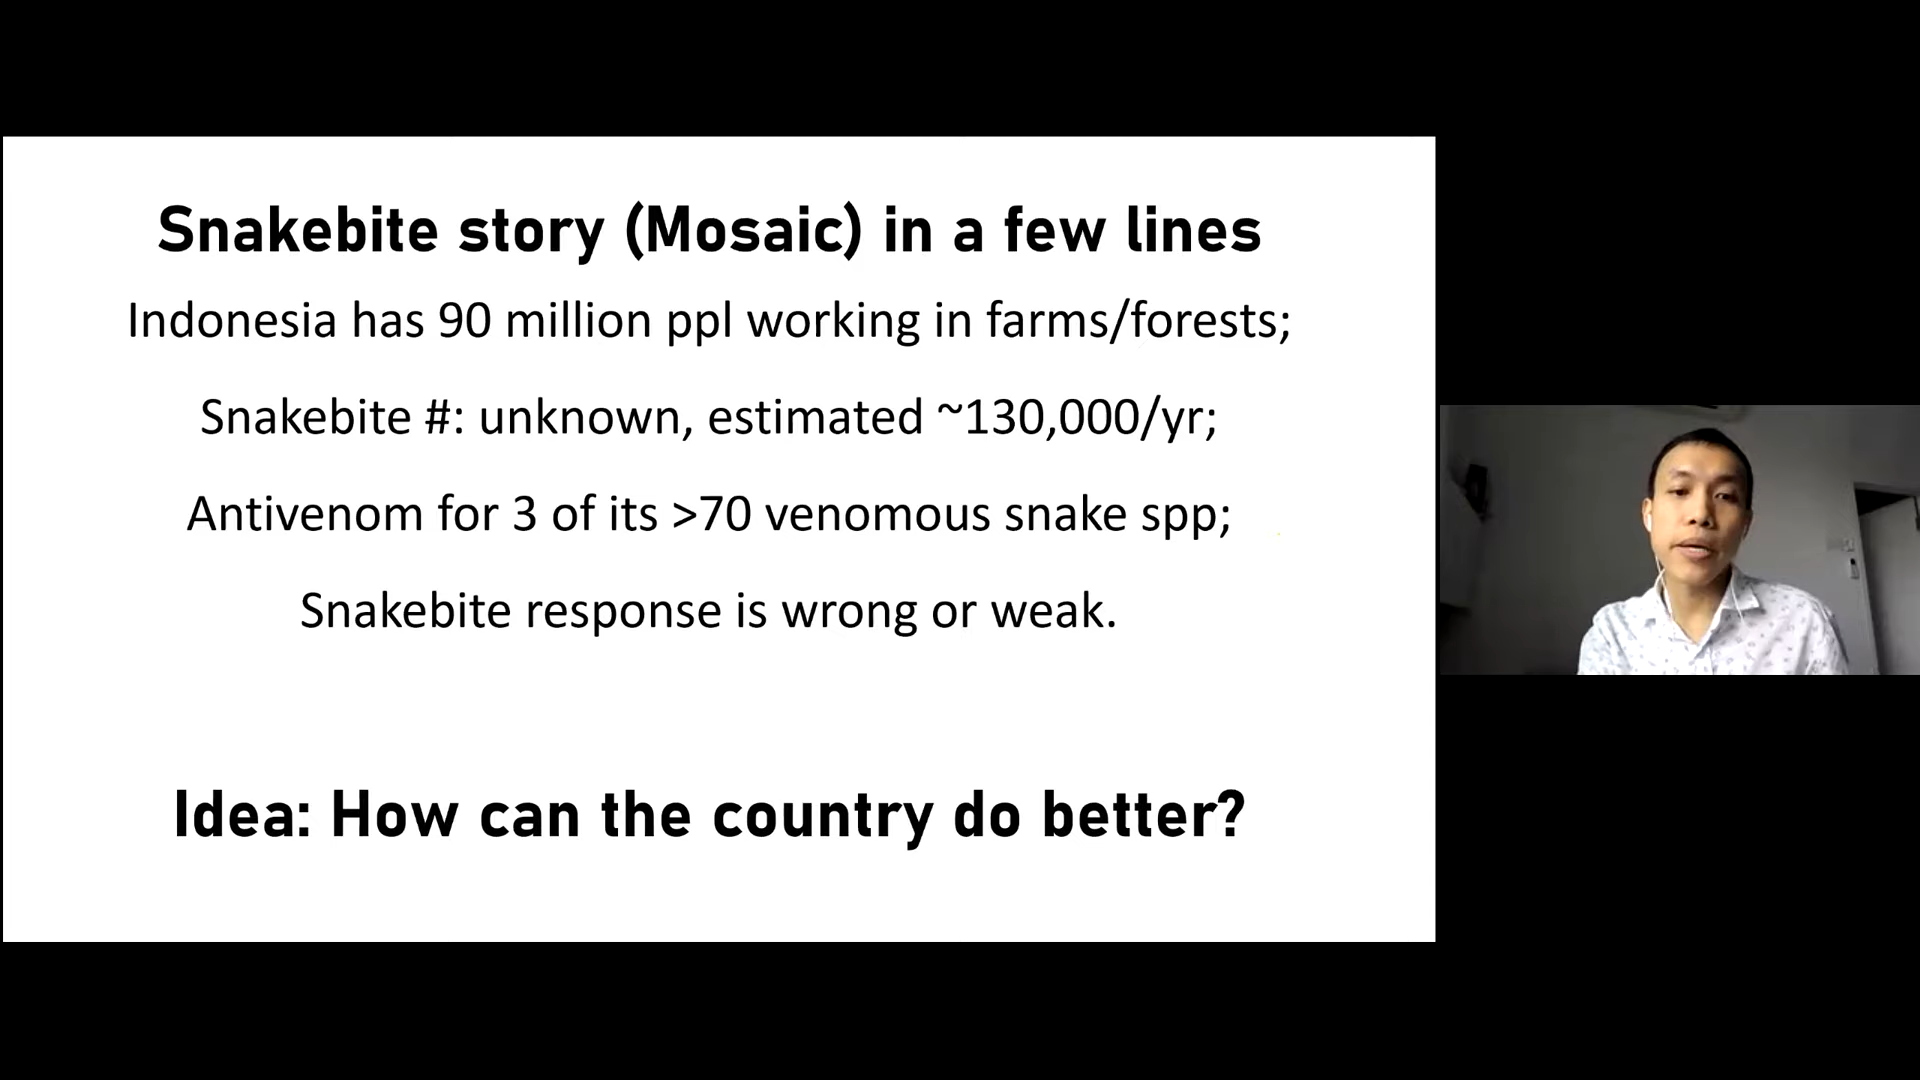 Snakebite story (Mosaic) in a few lines
Indonesia has 90 million ppl working in farms/forests;
Snakebite #: unknown, estimated ~130,000/yr;
Antivenom for 3 of its >70 venomous snake spp;
Snakebite response is wrong or weak.
Idea: How can the country do better?